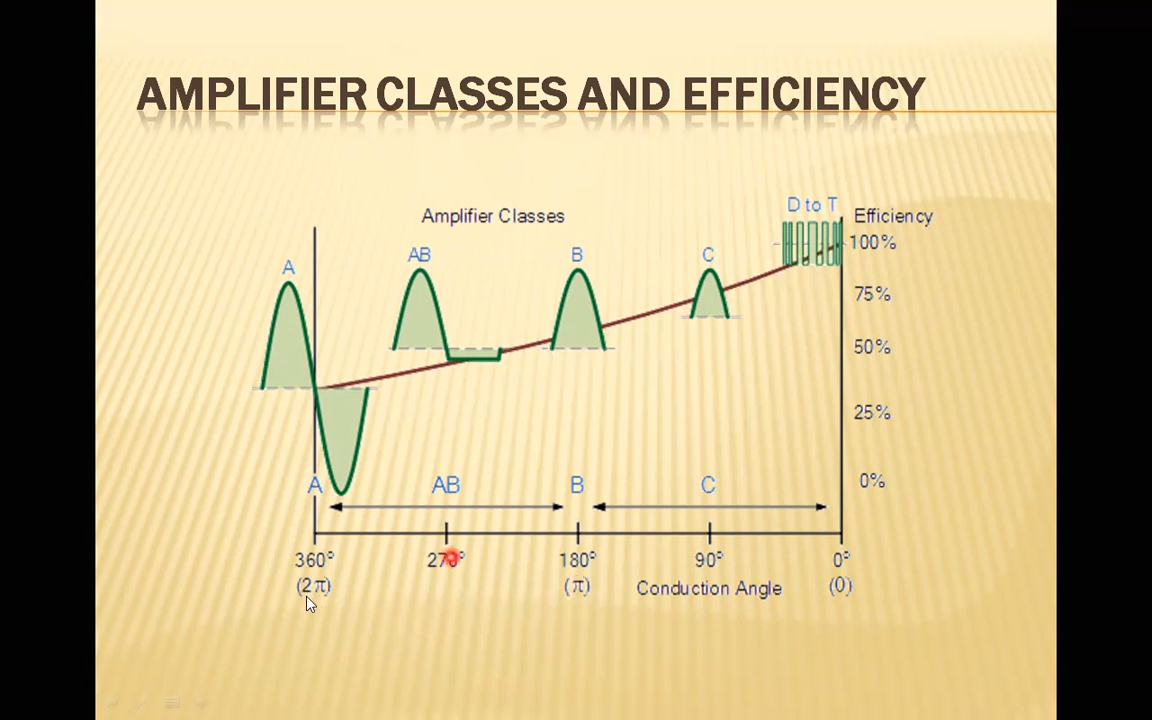 AMPLIFIER CLASSES AND EFFICIENCY
D to T
Amplifier Classes
Efficiency
100%
A
AB
B
C
75%
50%
25%
0%
A
AB
B
C
360°
270°
180°
90°
0°
(2π)
(π)
Conduction Angle
(0)